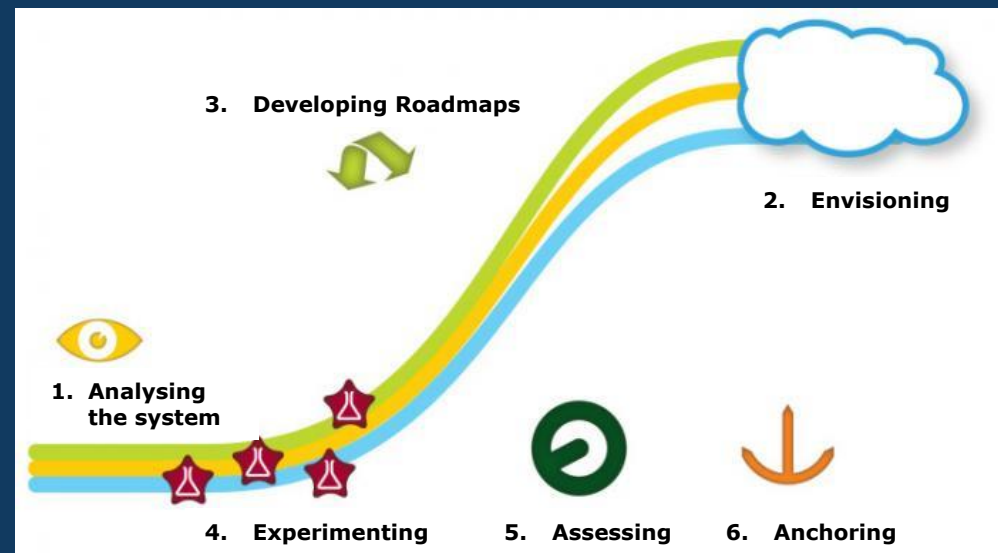 3. Developing Roadmaps
2. Envisioning
1. Analysing
the system
4. Experimenting
5. Assessing
6. Anchoring